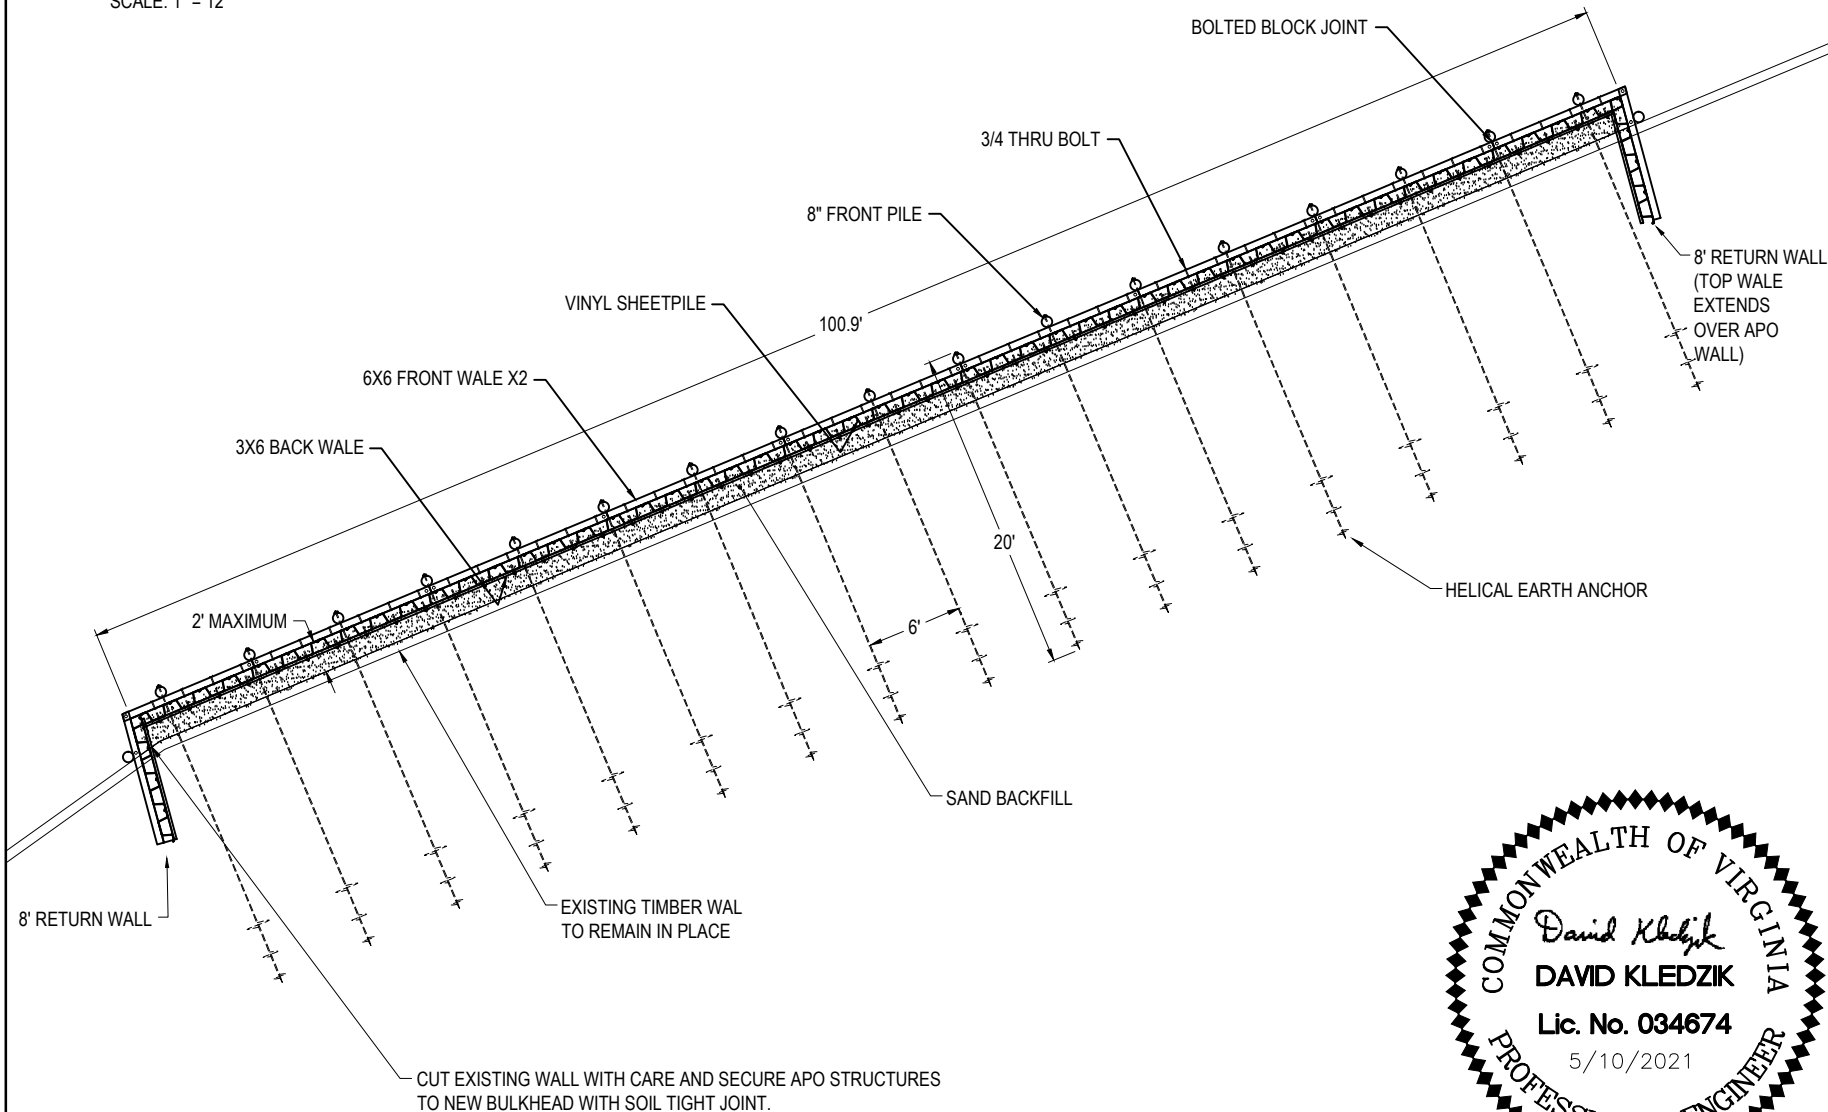 SCALE: 1" = 12'
BOLTED BLOCK JOINT
3/4 THRU BOLT
8" FRONT PILE
8' RETURN WALL
(TOP WALE
EXTENDS
OVER APO
WALL)
VINYL SHEETPILE
100.9'
6X6 FRONT WALE X2
3X6 BACK WALE
20'
HELICAL EARTH ANCHOR
2' MAXIMUM
6'
SAND BACKFILL
8' RETURN WALL
EXISTING TIMBER WAL
TO REMAIN IN PLACE
CUT EXISTING WALL WITH CARE AND SECURE APO STRUCTURES
TO NEW BULKHEAD WITH SOIL TIGHT JOINT.
COMMONWEALTH OF VIRGINIA
David Kledzik
DAVID KLEDZIK
Lic. No. 034674
5/10/2021